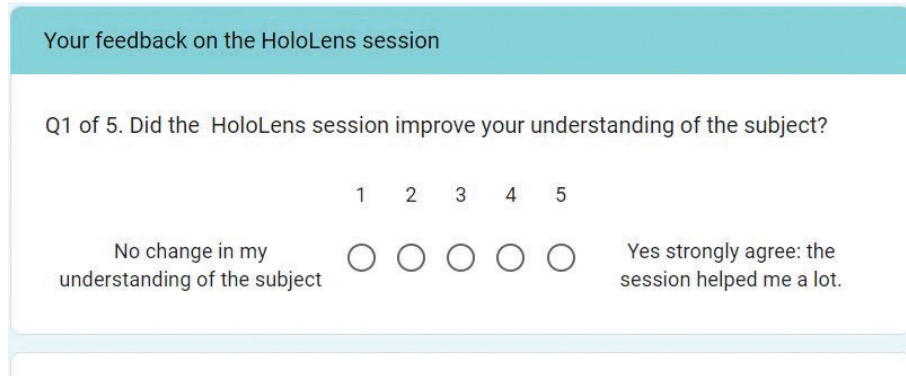 Your feedback on the HoloLens session
Q1 of 5. Did the HoloLens session improve your understanding of the subject?
1 2 3 4 5
No change in my
understanding of the subject
Yes strongly agree: the
session helped me a lot.